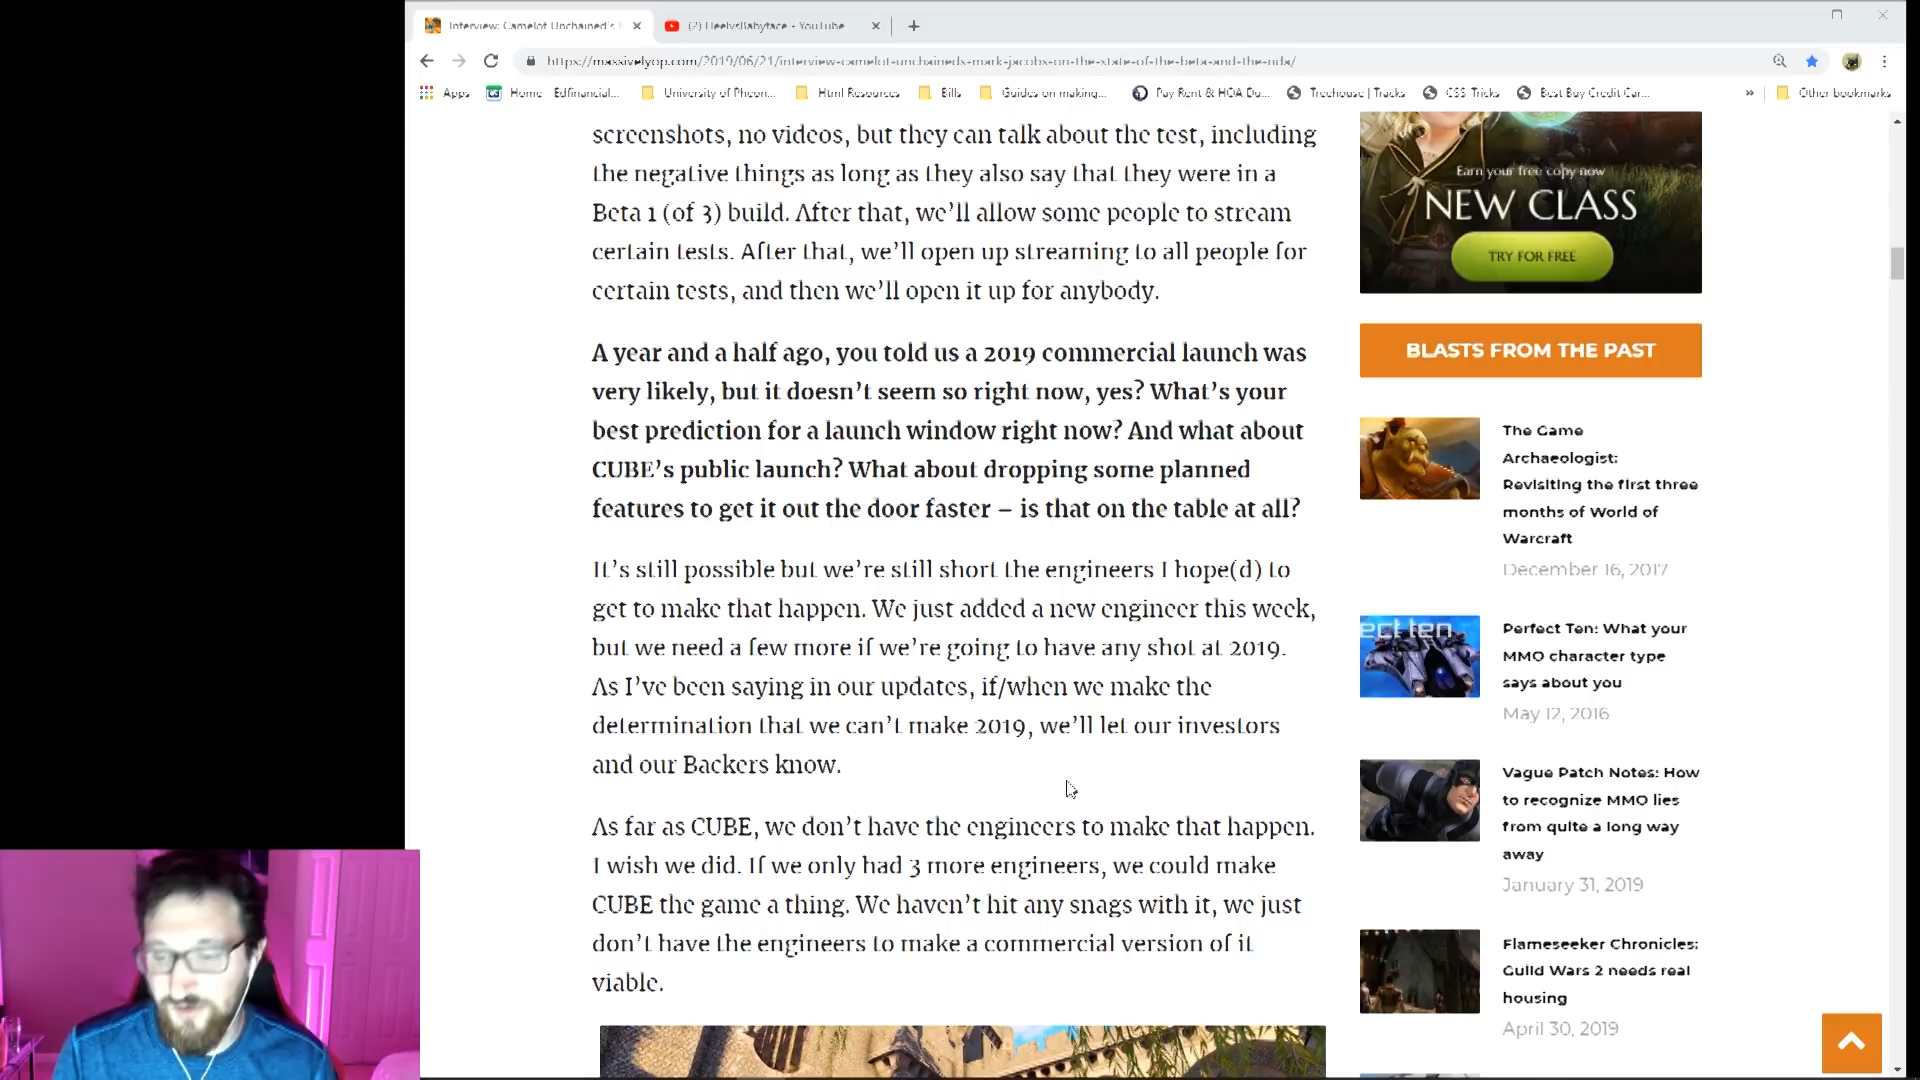 Interview: Camelot Unchained's
(2) HeelvsBabyface - YouTube
https://massivelyop.com/2019/06/21/interview-camelot-unchaineds-mark-jacobs-on-the-state-of-the-beta-and-the-nda/
Apps Home Edfinancial... University of Pheon... Html Resources Bills Guides on making... Pay Rent & HOA Du... Treehouse | Tracks CSS-Tricks Best Buy Credit Car... » Other bookmarks
screenshots, no videos, but they can talk about the test, including
the negative things as long as they also say that they were in a
Beta 1 (of 3) build. After that, we'll allow some people to stream
certain tests. After that, we'll open up streaming to all people for
certain tests, and then we'll open it up for anybody.
A year and a half ago, you told us a 2019 commercial launch was
very likely, but it doesn't seem so right now, yes? What's your
best prediction for a launch window right now? And what about
CUBE's public launch? What about dropping some planned
features to get it out the door faster – is that on the table at all?
It's still possible but we're still short the engineers I hope(d) to
get to make that happen. We just added a new engineer this week,
but we need a few more if we're going to have any shot at 2019.
As I've been saying in our updates, if/when we make the
determination that we can't make 2019, we'll let our investors
and our Backers know.
As far as CUBE, we don't have the engineers to make that happen.
I wish we did. If we only had 3 more engineers, we could make
CUBE the game a thing. We haven't hit any snags with it, we just
don't have the engineers to make a commercial version of it
viable.
Earn your free copy now
NEW CLASS
TRY FOR FREE
BLASTS FROM THE PAST
The Game
Archaeologist:
Revisiting the first three
months of World of
Warcraft
December 16, 2017
ect ten
Perfect Ten: What your
MMO character type
says about you
May 12, 2016
Vague Patch Notes: How
to recognize MMO lies
from quite a long way
away
January 31, 2019
Flameseeker Chronicles:
Guild Wars 2 needs real
housing
April 30, 2019